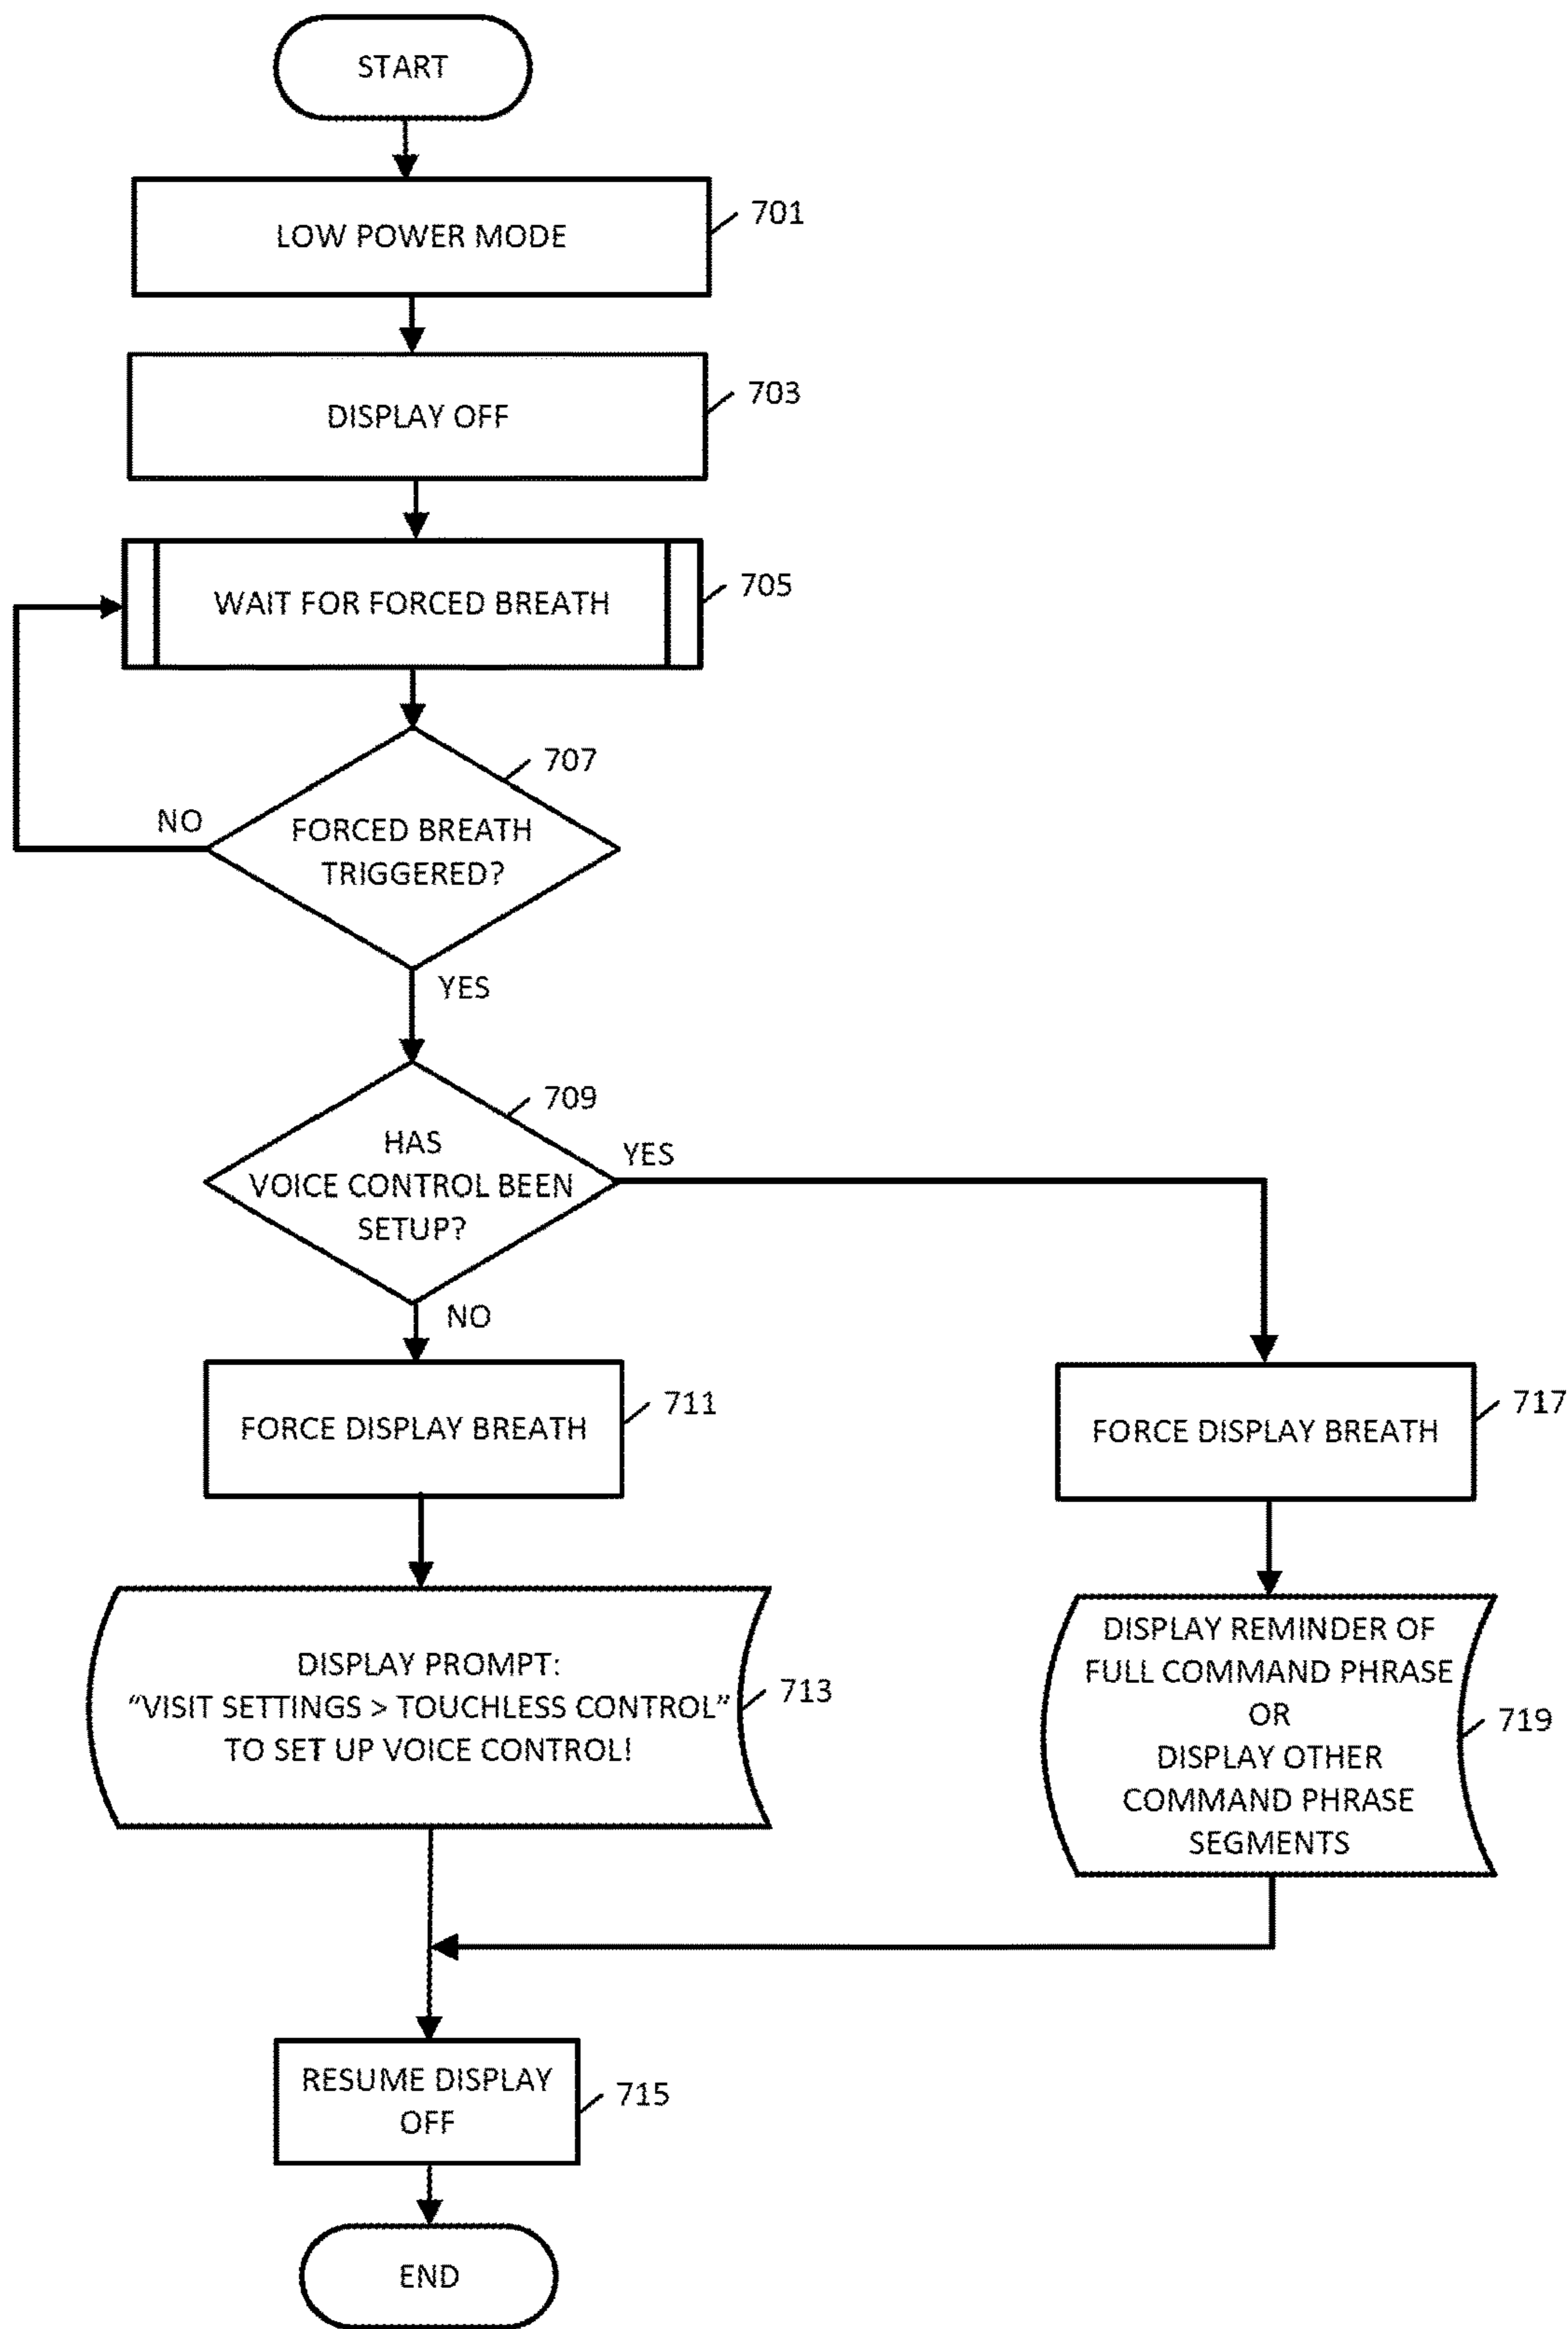 START
LOW POWER MODE
701
DISPLAY OFF
703
WAIT FOR FORCED BREATH
705
707
NO
FORCED BREATH
TRIGGERED?
YES
709
HAS
VOICE CONTROL BEEN
SETUP?
YES
NO
FORCE DISPLAY BREATH
711
FORCE DISPLAY BREATH
717
DISPLAY PROMPT:
“VISIT SETTINGS > TOUCHLESS CONTROL”
TO SET UP VOICE CONTROL!
713
DISPLAY REMINDER OF
FULL COMMAND PHRASE
OR
DISPLAY OTHER
COMMAND PHRASE
SEGMENTS
719
RESUME DISPLAY
OFF
715
END